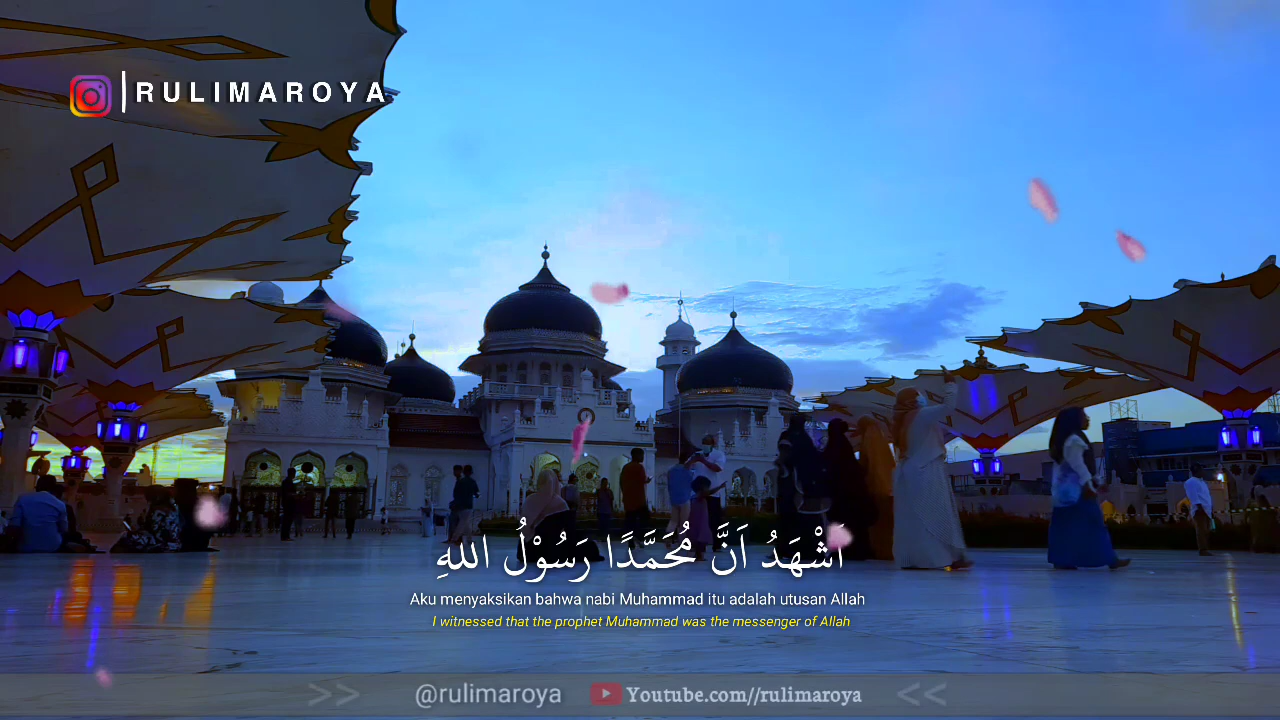 RULIMAROYA
اَشْهَدُ اَنَّ مُحَمَّدًا رَسُوْلُ اللهِ
Aku menyaksikan bahwa nabi Muhammad itu adalah utusan Allah
I witnessed that the prophet Muhammad was the messenger of Allah
>> @rulimaroya Youtube.com//rulimaroya <<